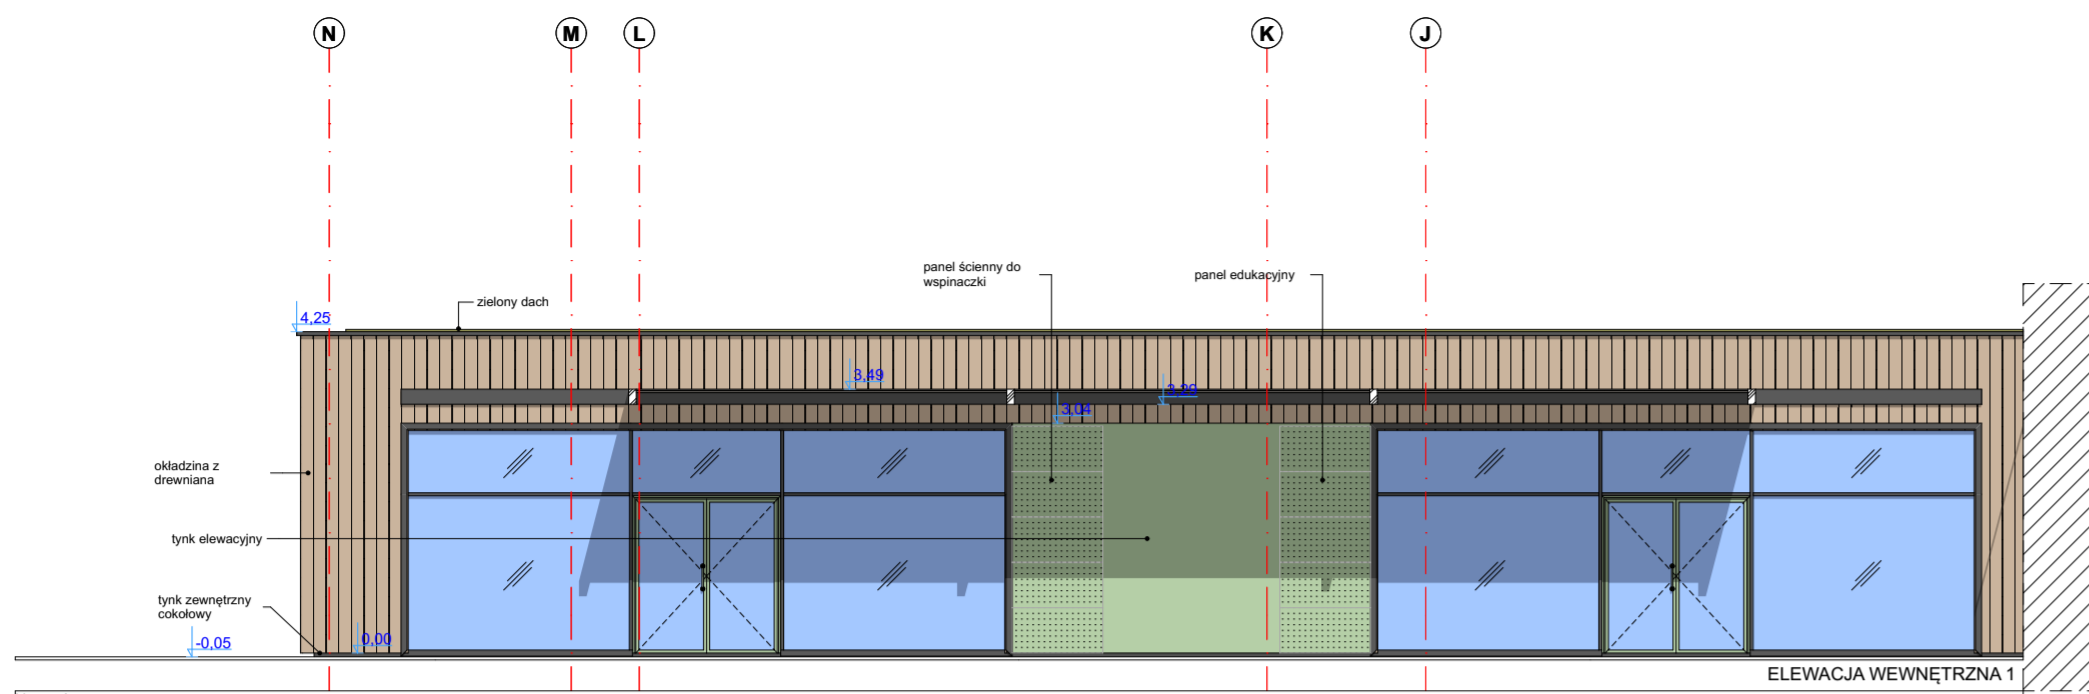 N M L K J
panel ścienny do
wspinaczki
panel edukacyjny
zielony dach
4,25
3,49
3,29
3,04
okładzina z
drewniana
tynk elewacyjny
tynk zewnętrzny
cokołowy
-0,05
0,00
ELEWACJA WEWNĘTRZNA 1